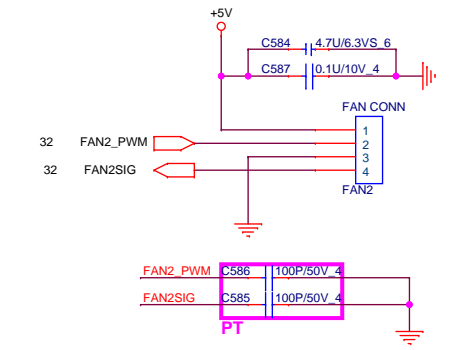 +5V
C584 4.7U/6.3VS_6
C587 0.1U/10V_4
FAN CONN
32 FAN2_PWM 1
2
32 FAN2SIG 3
4
FAN2
FAN2_PWM C586 100P/50V_4
FAN2SIG C585 100P/50V_4
PT